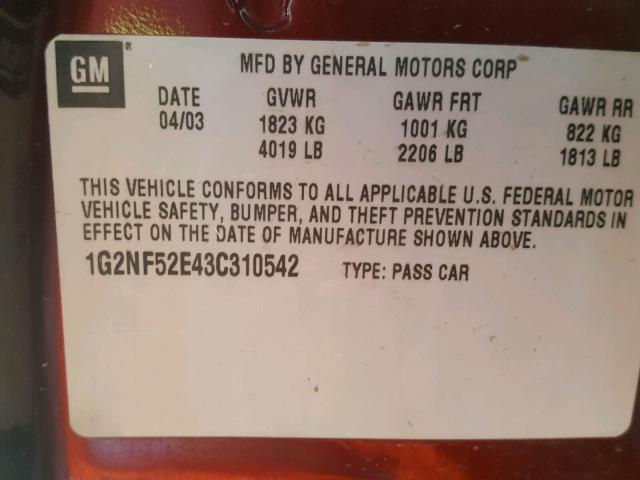 GM®
MFD BY GENERAL MOTORS CORP
DATE GVWR GAWR FRT GAWR RR
04/03 1823 KG 1001 KG 822 KG
4019 LB 2206 LB 1813 LB
THIS VEHICLE CONFORMS TO ALL APPLICABLE U.S. FEDERAL MOTOR
VEHICLE SAFETY, BUMPER, AND THEFT PREVENTION STANDARDS IN
EFFECT ON THE DATE OF MANUFACTURE SHOWN ABOVE.
1G2NF52E43C310542 TYPE: PASS CAR